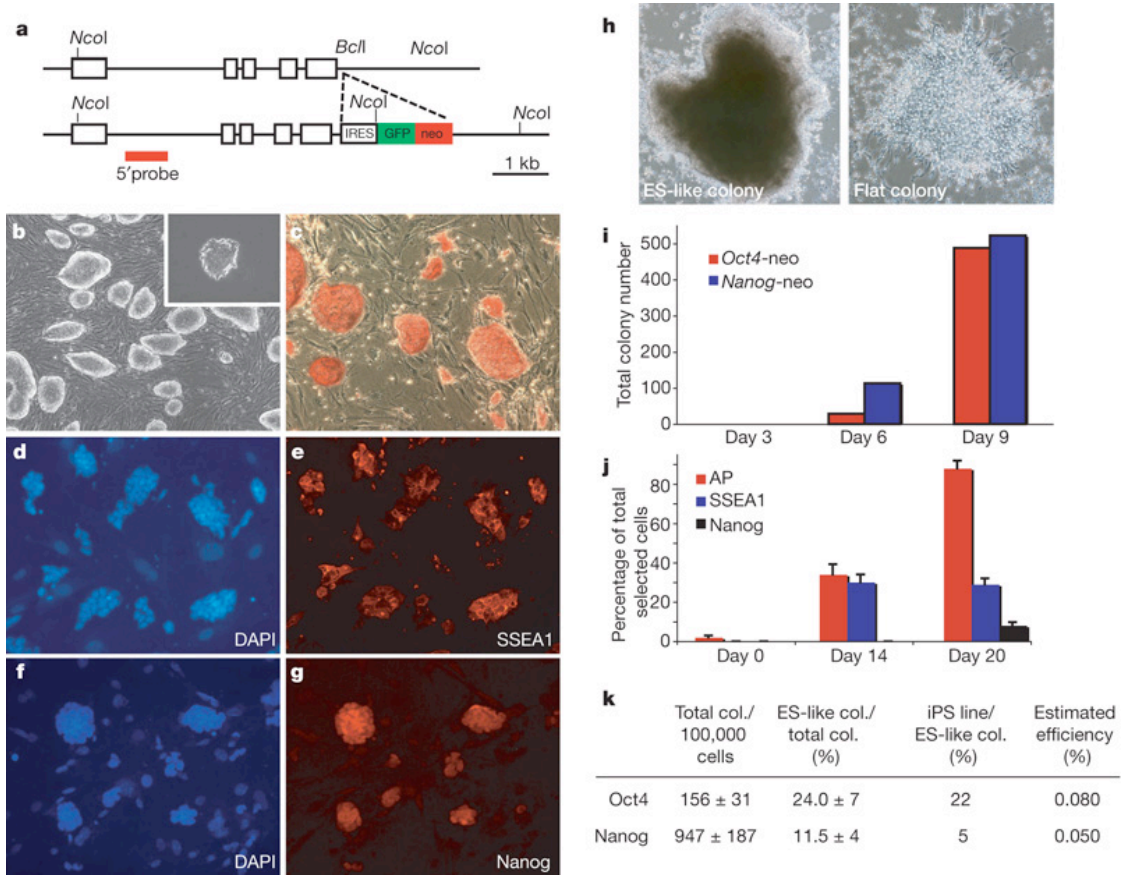 a
NcoI
BclI
NcoI
NcoI
NcoI
NcoI
IRES
GFP
neo
5′probe
1 kb
b
c
d
DAPI
e
SSEA1
f
DAPI
g
Nanog
h
ES-like colony
Flat colony
i
Total colony number
500
400
300
200
100
0
Oct4-neo
Nanog-neo
Day 3
Day 6
Day 9
j
Percentage of total
selected cells
80
60
40
20
0
AP
SSEA1
Nanog
Day 0
Day 14
Day 20
k
Total col./ ES-like col./ iPS line/ Estimated
100,000 total col. ES-like col. efficiency
cells (%) (%) (%)
Oct4 156 ± 31 24.0 ± 7 22 0.080
Nanog 947 ± 187 11.5 ± 4 5 0.050